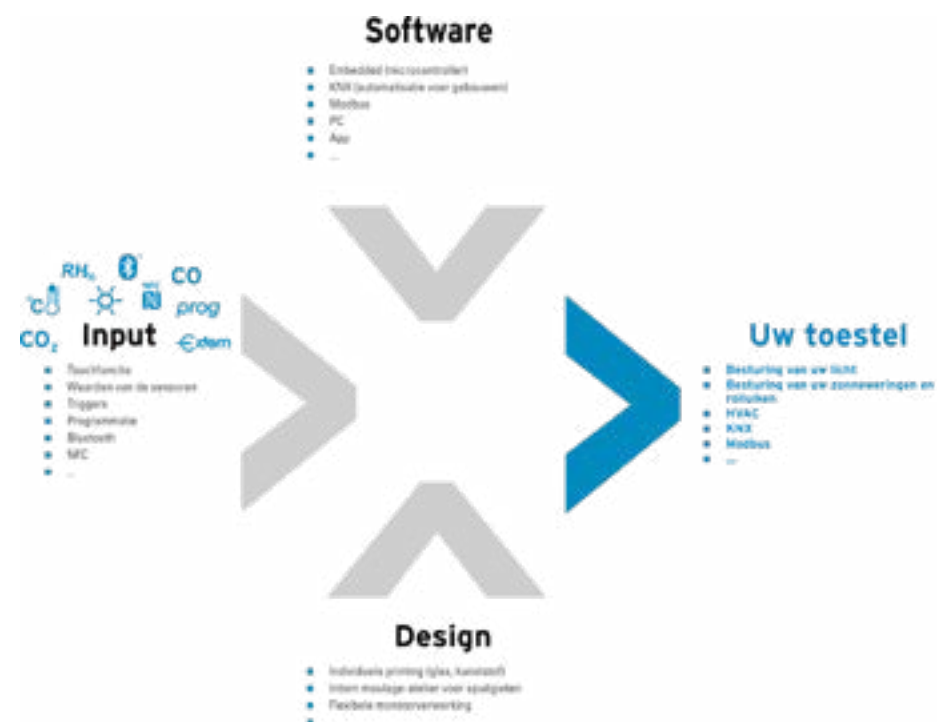 Software
Embedded (microcontroller)
KNX (automatisatie voor gebouwen)
Modbus
PC
App
...
RH%
CO
°C
NFC
prog
CO2
Extern
Input
Touchfunctie
Waarden van de sensoren
Triggers
Programmatie
Bluetooth
NFC
...
Uw toestel
Besturing van uw licht
Besturing van uw zonneweringen en
rolluiken
HVAC
KNX
Modbus
...
Design
Individuele printing (glas, kunststof)
Intern moulage atelier voor spuitgieten
Flexibele monsterverwerking